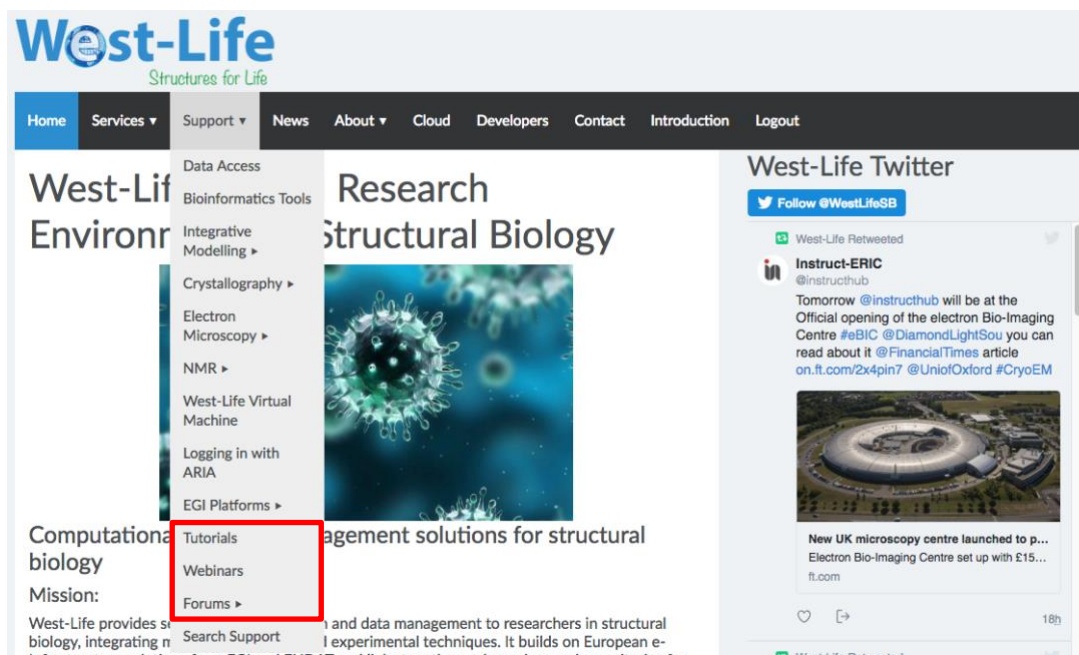 West-Life
Structures for Life
Home Services ▾ Support ▾ News About ▾ Cloud Developers Contact Introduction Logout
Data Access
Bioinformatics Tools
Integrative
Modelling ▸
Crystallography ▸
Electron
Microscopy ▸
NMR ▸
West-Life Virtual
Machine
Logging in with
ARIA
EGI Platforms ▸
Tutorials
Webinars
Forums ▸
Search Support
West-Lif Research
Environ Structural Biology
Computationa agement solutions for structural
biology
Mission:
West-Life provides s and data management to researchers in structural
biology, integrating l experimental techniques. It builds on European e-
West-Life Twitter
Follow @WestLifeSB
West-Life Retweeted
Instruct-ERIC
@instructhub
Tomorrow @instructhub will be at the
Official opening of the electron Bio-Imaging
Centre #eBIC @DiamondLightSou you can
read about it @FinancialTimes article
on.ft.com/2x4pin7 @UniofOxford #CryoEM
New UK microscopy centre launched to p...
Electron Bio-Imaging Centre set up with £15...
ft.com
18h